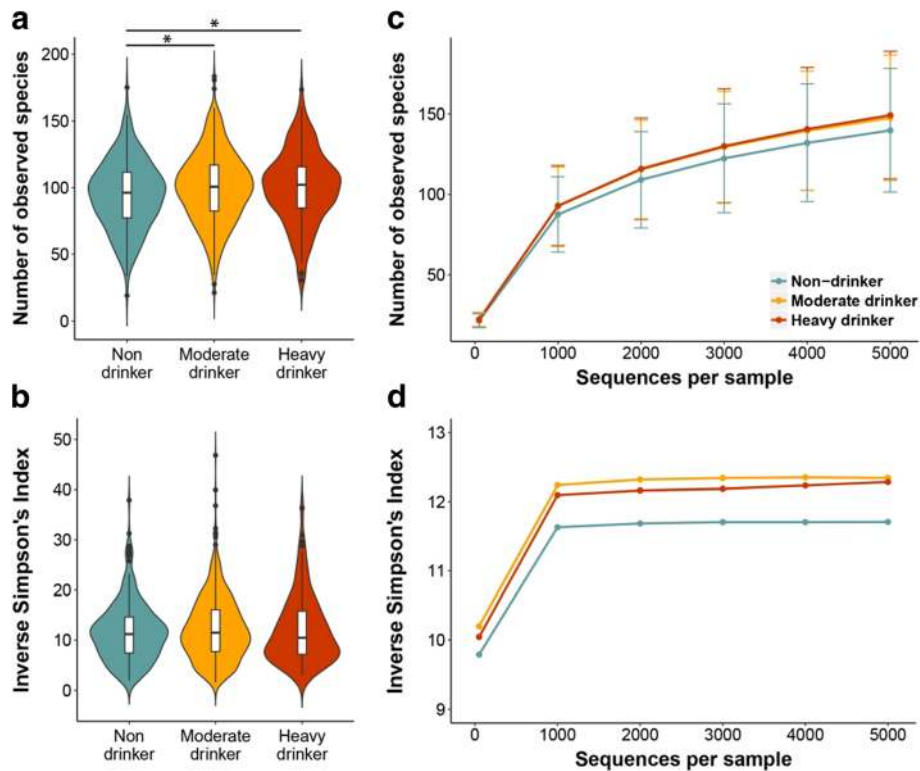 a
Number of observed species
200
150
100
50
0
* *
Non drinker
Moderate drinker
Heavy drinker
b
Inverse Simpson's Index
50
40
30
20
10
0
Non drinker
Moderate drinker
Heavy drinker
c
Number of observed species
150
100
50
Non-drinker
Moderate drinker
Heavy drinker
0 1000 2000 3000 4000 5000
Sequences per sample
d
Inverse Simpson's Index
13
12
11
10
9
0 1000 2000 3000 4000 5000
Sequences per sample